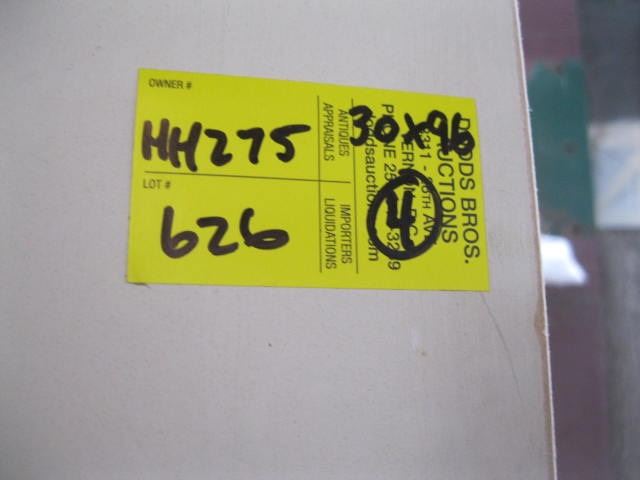 OWNER #
HH275
LOT #
626
30x96
4
ANTIQUES
APPRAISALS
IMPORTERS
LIQUIDATIONS
DODDS BROS.
AUCTIONS